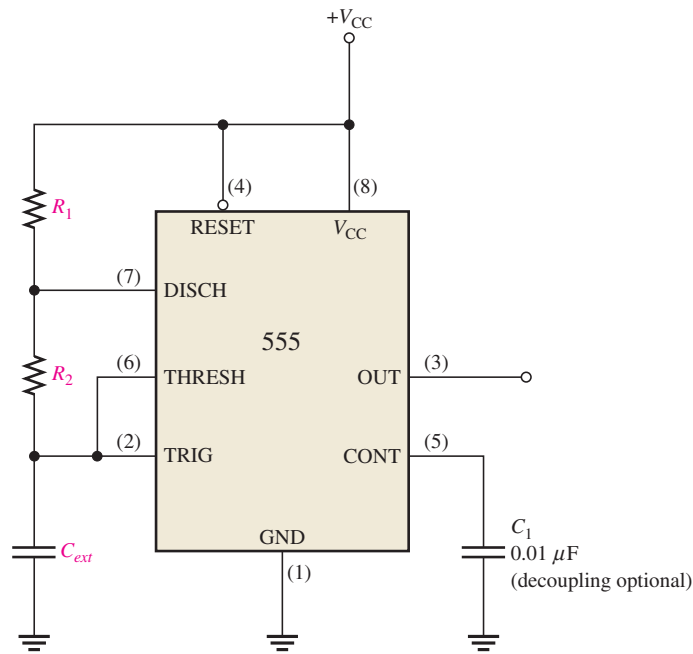 +VCC
(4)
(8)
R1
RESET
VCC
(7)
DISCH
555
(6)
R2
THRESH
OUT
(3)
(2)
TRIG
CONT
(5)
GND
C1
Cext
0.01 μF
(1)
(decoupling optional)